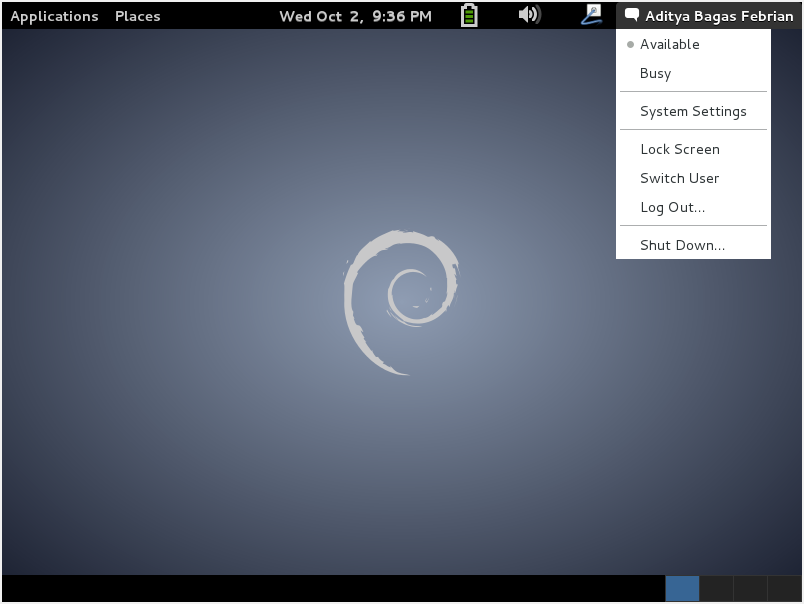 Applications Places Wed Oct 2, 9:36 PM Aditya Bagas Febrian
Available
Busy
System Settings
Lock Screen
Switch User
Log Out...
Shut Down...